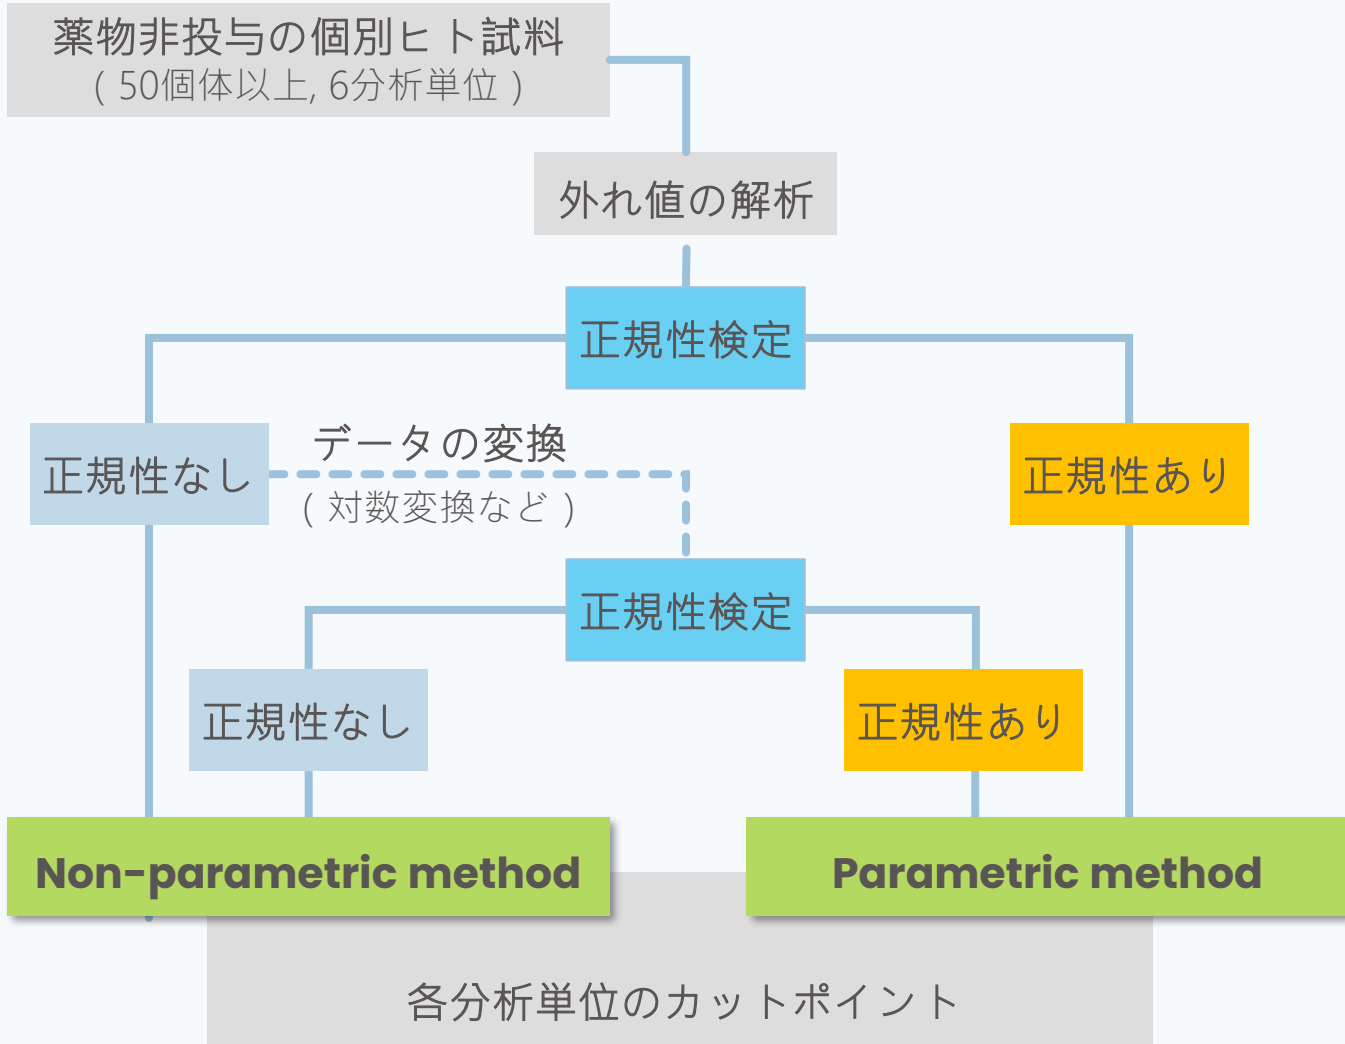 薬物非投与の個別ヒト試料
( 50個体以上, 6分析単位 )
外れ値の解析
正規性検定
正規性なし
データの変換
( 対数変換など )
正規性あり
正規性検定
正規性なし
正規性あり
Non-parametric method
Parametric method
各分析単位のカットポイント